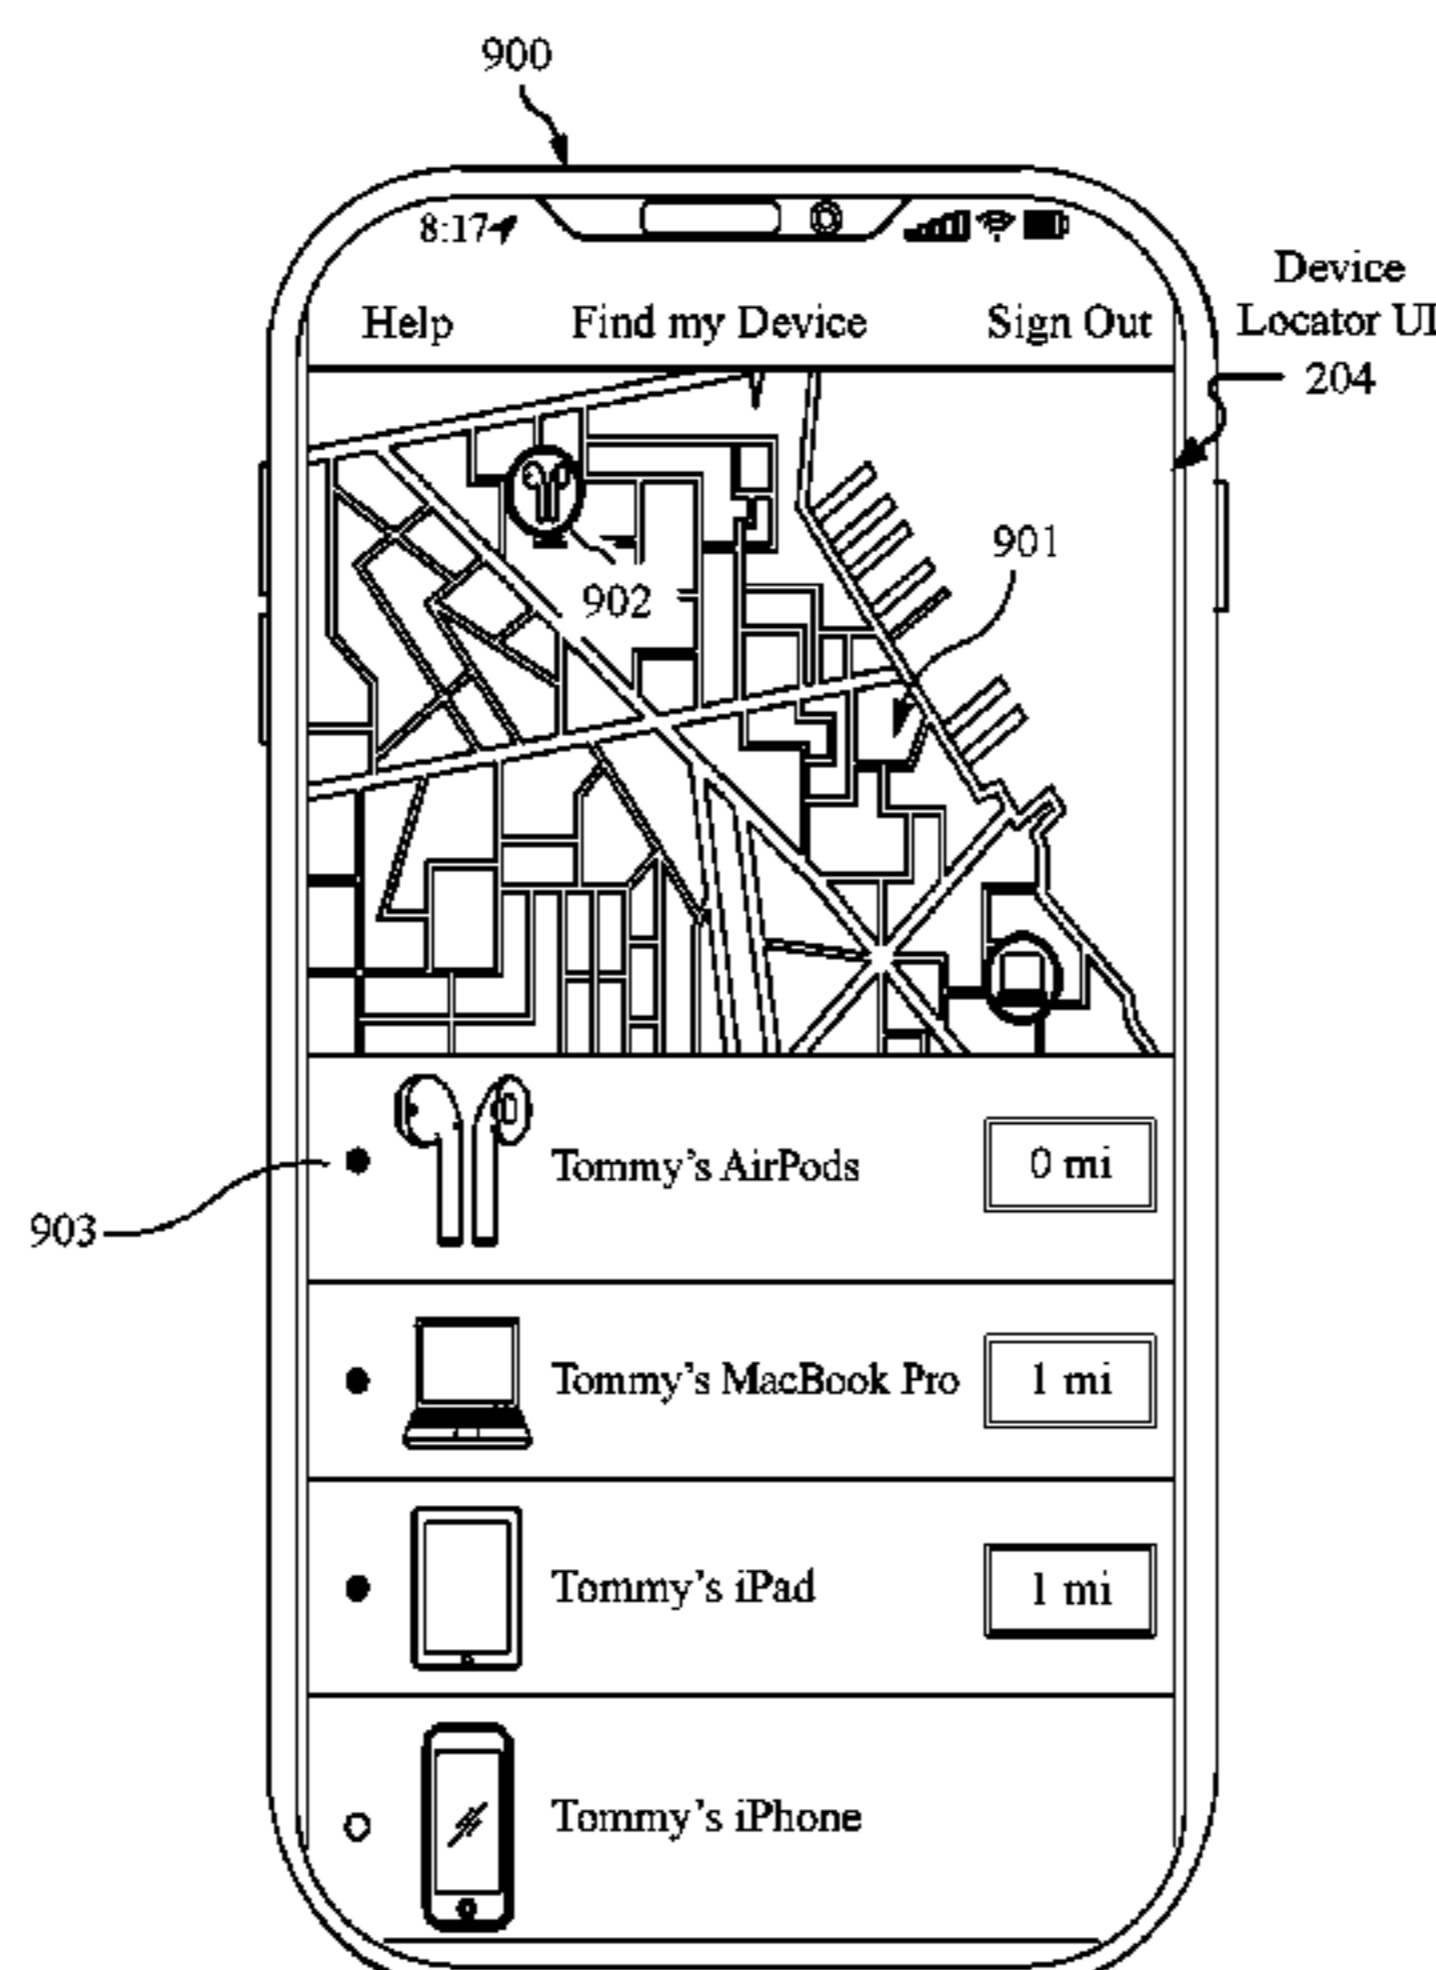 900
8:17
Device
Locator UI
204
Help Find my Device Sign Out
901
902
Tommy's AirPods 0 mi
903
Tommy's MacBook Pro 1 mi
Tommy's iPad 1 mi
Tommy's iPhone